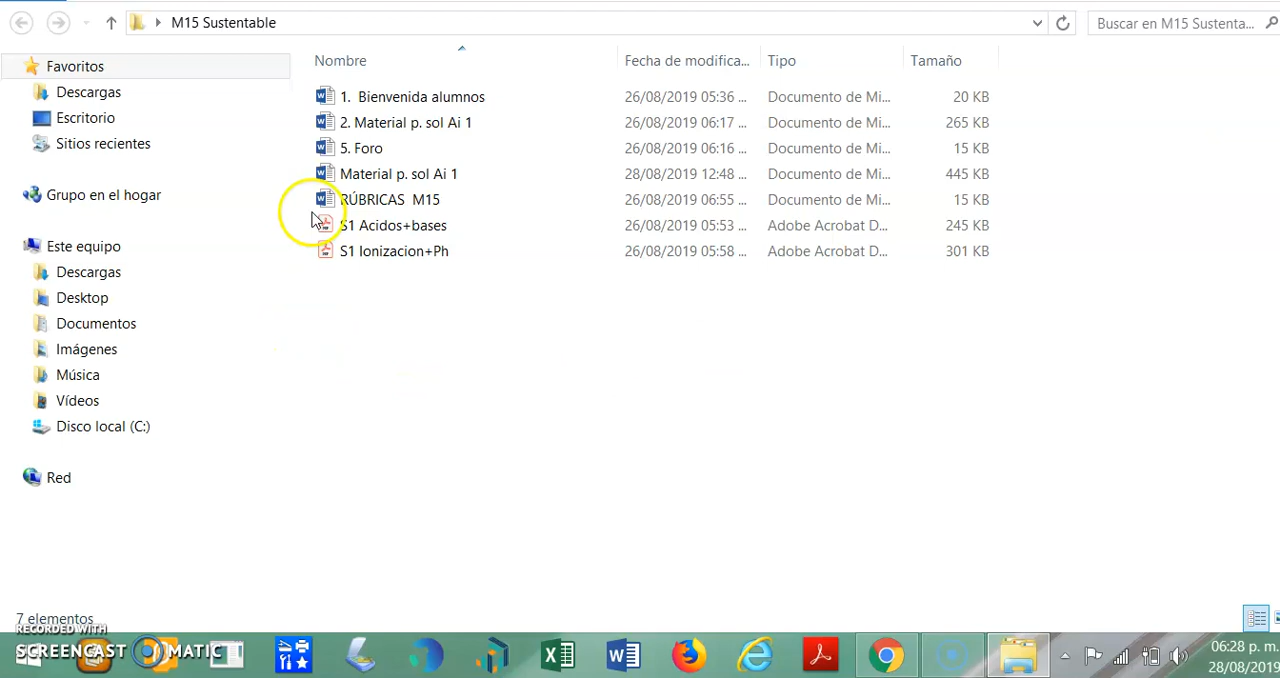 M15 Sustentable
Buscar en M15 Sustenta...
Favoritos
Descargas
Escritorio
Sitios recientes
Grupo en el hogar
Este equipo
Descargas
Desktop
Documentos
Imágenes
Música
Vídeos
Disco local (C:)
Red
Nombre Fecha de modifica... Tipo Tamaño
1. Bienvenida alumnos 26/08/2019 05:36 ... Documento de Mi... 20 KB
2. Material p. sol Ai 1 26/08/2019 06:17 ... Documento de Mi... 265 KB
5. Foro 26/08/2019 06:16 ... Documento de Mi... 15 KB
Material p. sol Ai 1 28/08/2019 12:48 ... Documento de Mi... 445 KB
RÚBRICAS M15 26/08/2019 06:55 ... Documento de Mi... 15 KB
S1 Acidos+bases 26/08/2019 05:53 ... Adobe Acrobat D... 245 KB
S1 Ionizacion+Ph 26/08/2019 05:58 ... Adobe Acrobat D... 301 KB
7 elementos
RECORDED WITH
SCREENCAST MATIC
06:28 p. m.
28/08/2019